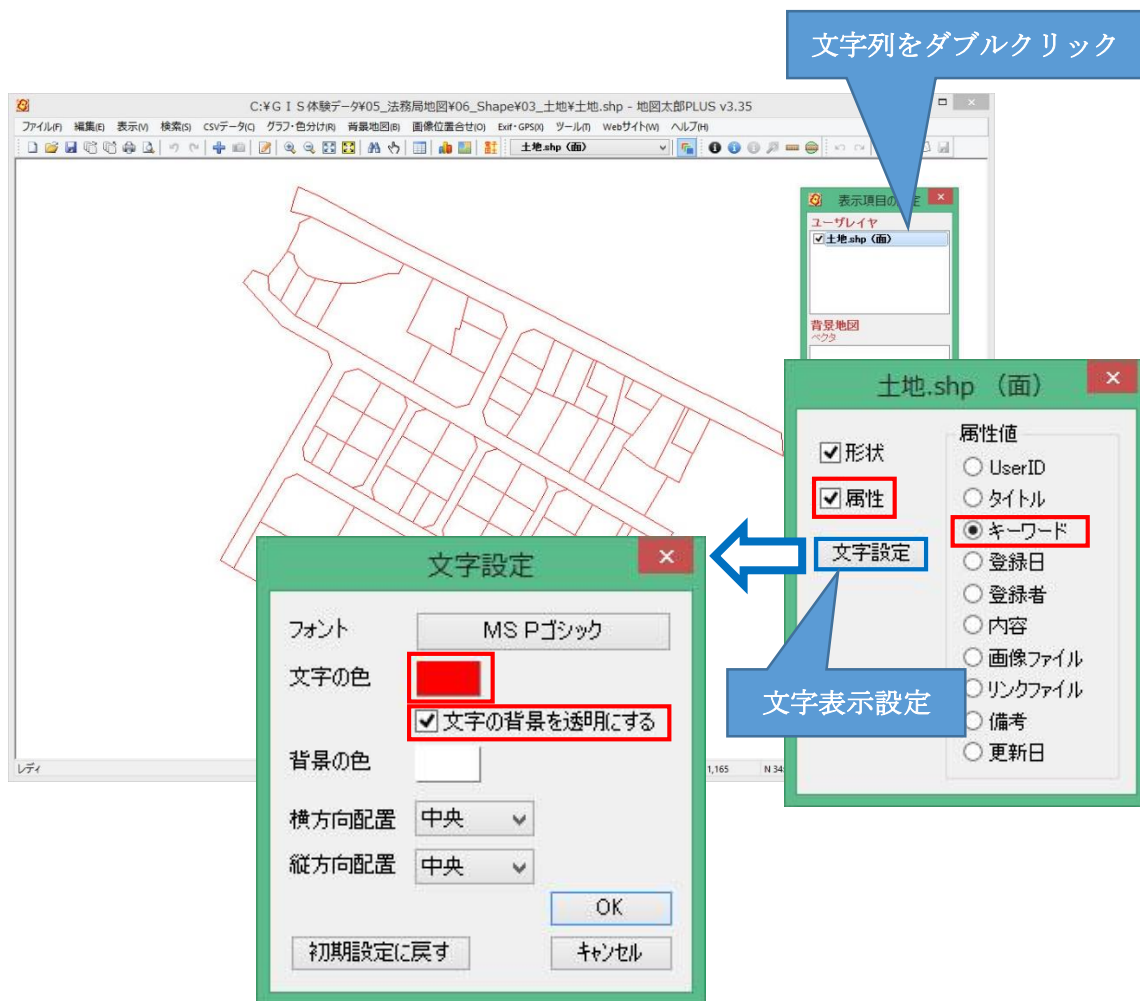 文字列をダブルクリック
C:¥ＧＩＳ体験データ¥05_法務局地図¥06_Shape¥03_土地¥土地.shp - 地図太郎PLUS v3.35
ファイル(F) 編集(E) 表示(V) 検索(S) CSVデータ(C) グラフ・色分け(R) 背景地図(B) 画像位置合せ(O) Exif・GPS(X) ツール(T) Webサイト(W) ヘルプ(H)
土地.shp（面）
表示項目の
ユーザレイヤ
土地.shp（面）
背景地図
ベクタ
土地.shp （面）
形状
属性
文字設定
属性値
UserID
タイトル
キーワード
登録日
登録者
内容
画像ファイル
リンクファイル
備考
更新日
文字表示設定
文字設定
フォント
MS Pゴシック
文字の色
文字の背景を透明にする
背景の色
横方向配置 中央
縦方向配置 中央
OK
初期設定に戻す
キャンセル
レディ
1,165 N 34